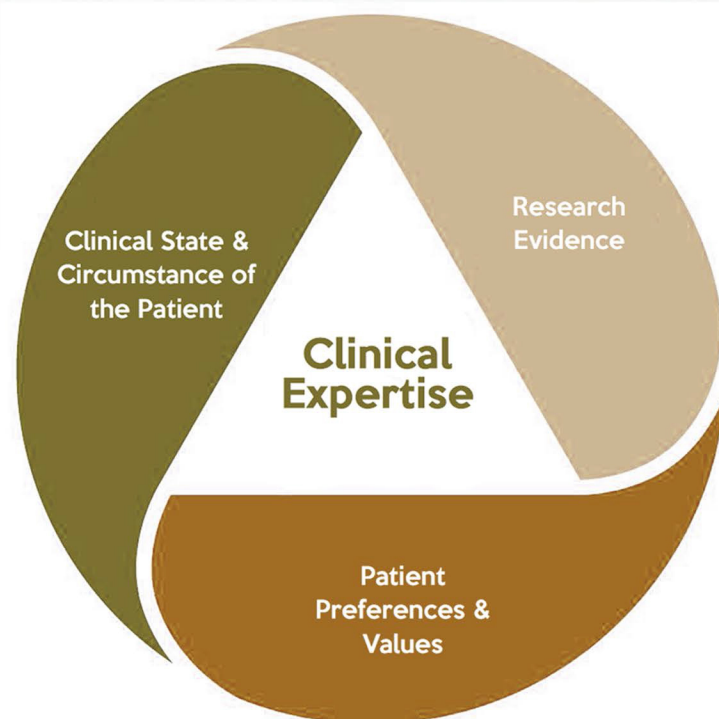 Research
Evidence
Clinical State &
Circumstance of
the Patient
Clinical
Expertise
Patient
Preferences &
Values